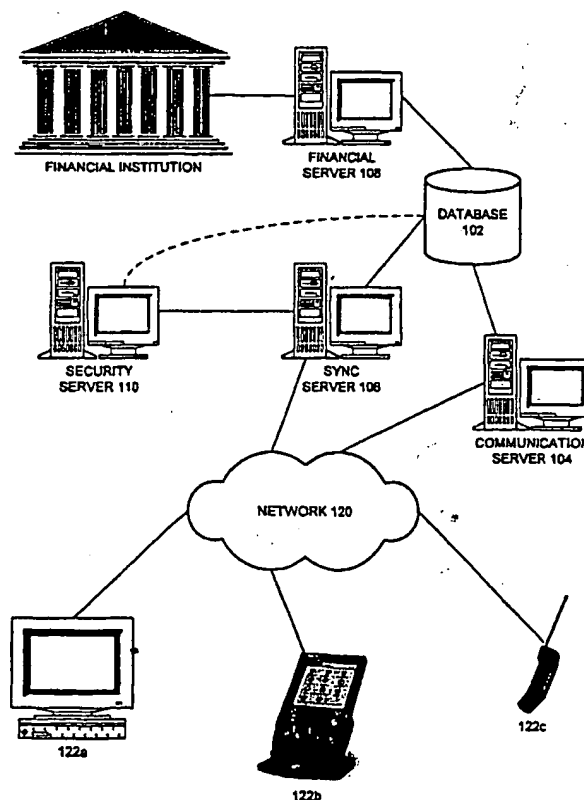 FINANCIAL INSTITUTION
FINANCIAL
SERVER 108
DATABASE
102
SECURITY
SERVER 110
SYNC
SERVER 106
COMMUNICATION
SERVER 104
NETWORK 120
122a
122b
122c